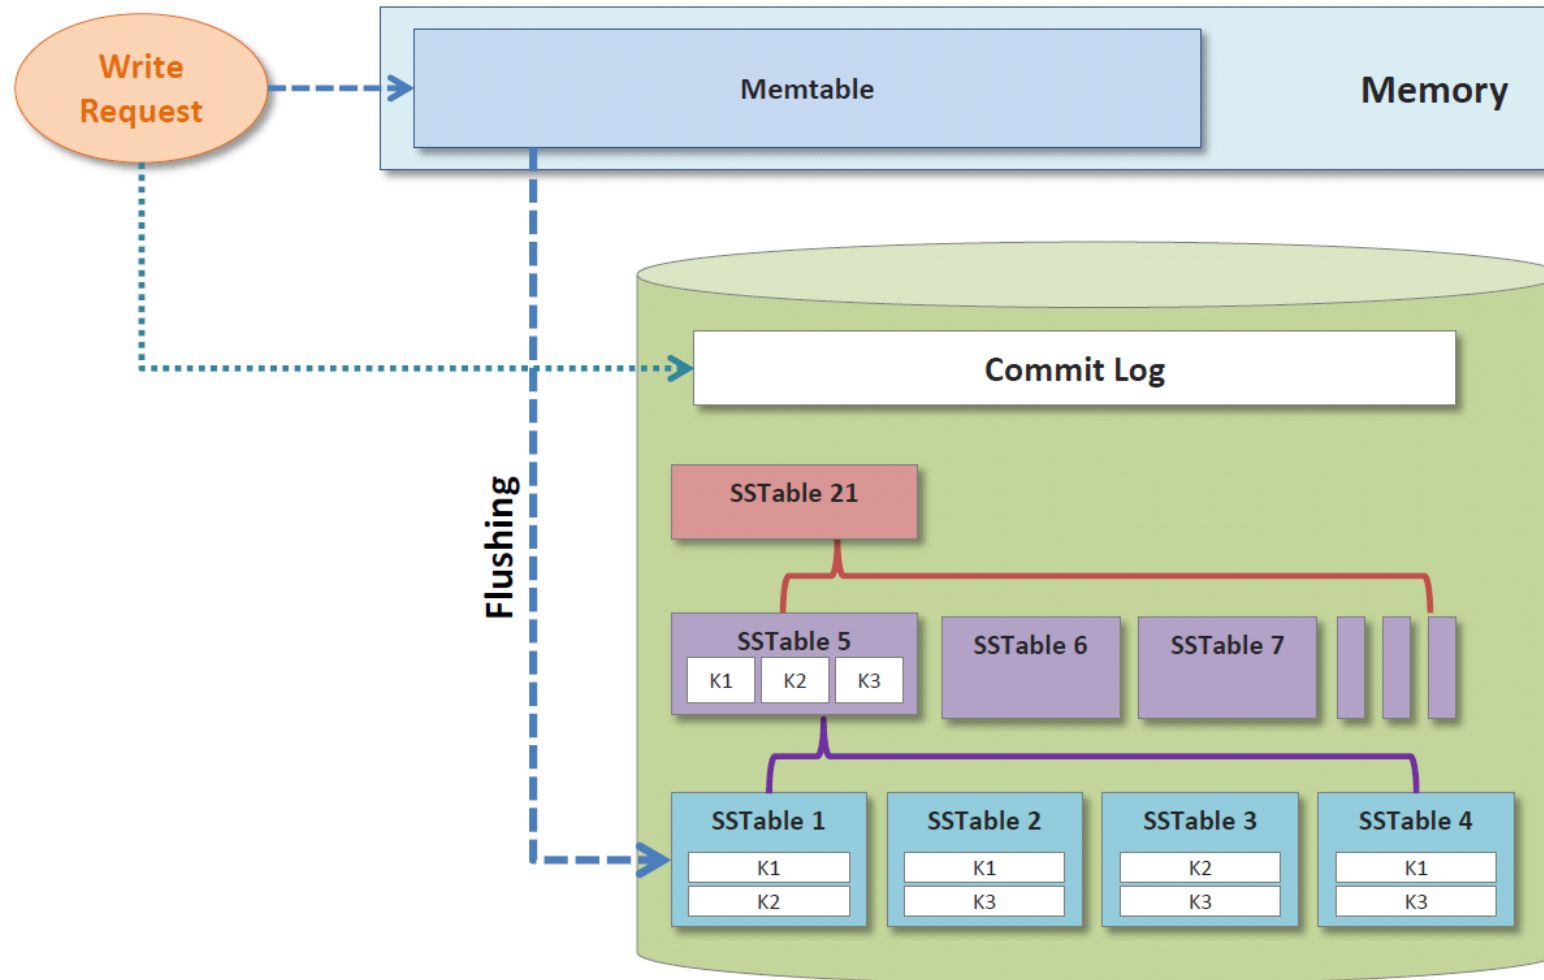 Write
Request
Memtable
Memory
Commit Log
Flushing
SSTable 21
SSTable 5
SSTable 6
SSTable 7
K1 K2 K3
SSTable 1
SSTable 2
SSTable 3
SSTable 4
K1
K1
K2
K1
K2
K3
K3
K3